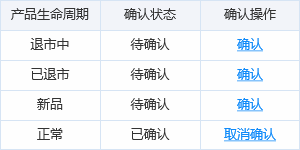 产品生命周期 确认状态 确认操作
退市中 待确认 确认
已退市 待确认 确认
新品 待确认 确认
正常 已确认 取消确认